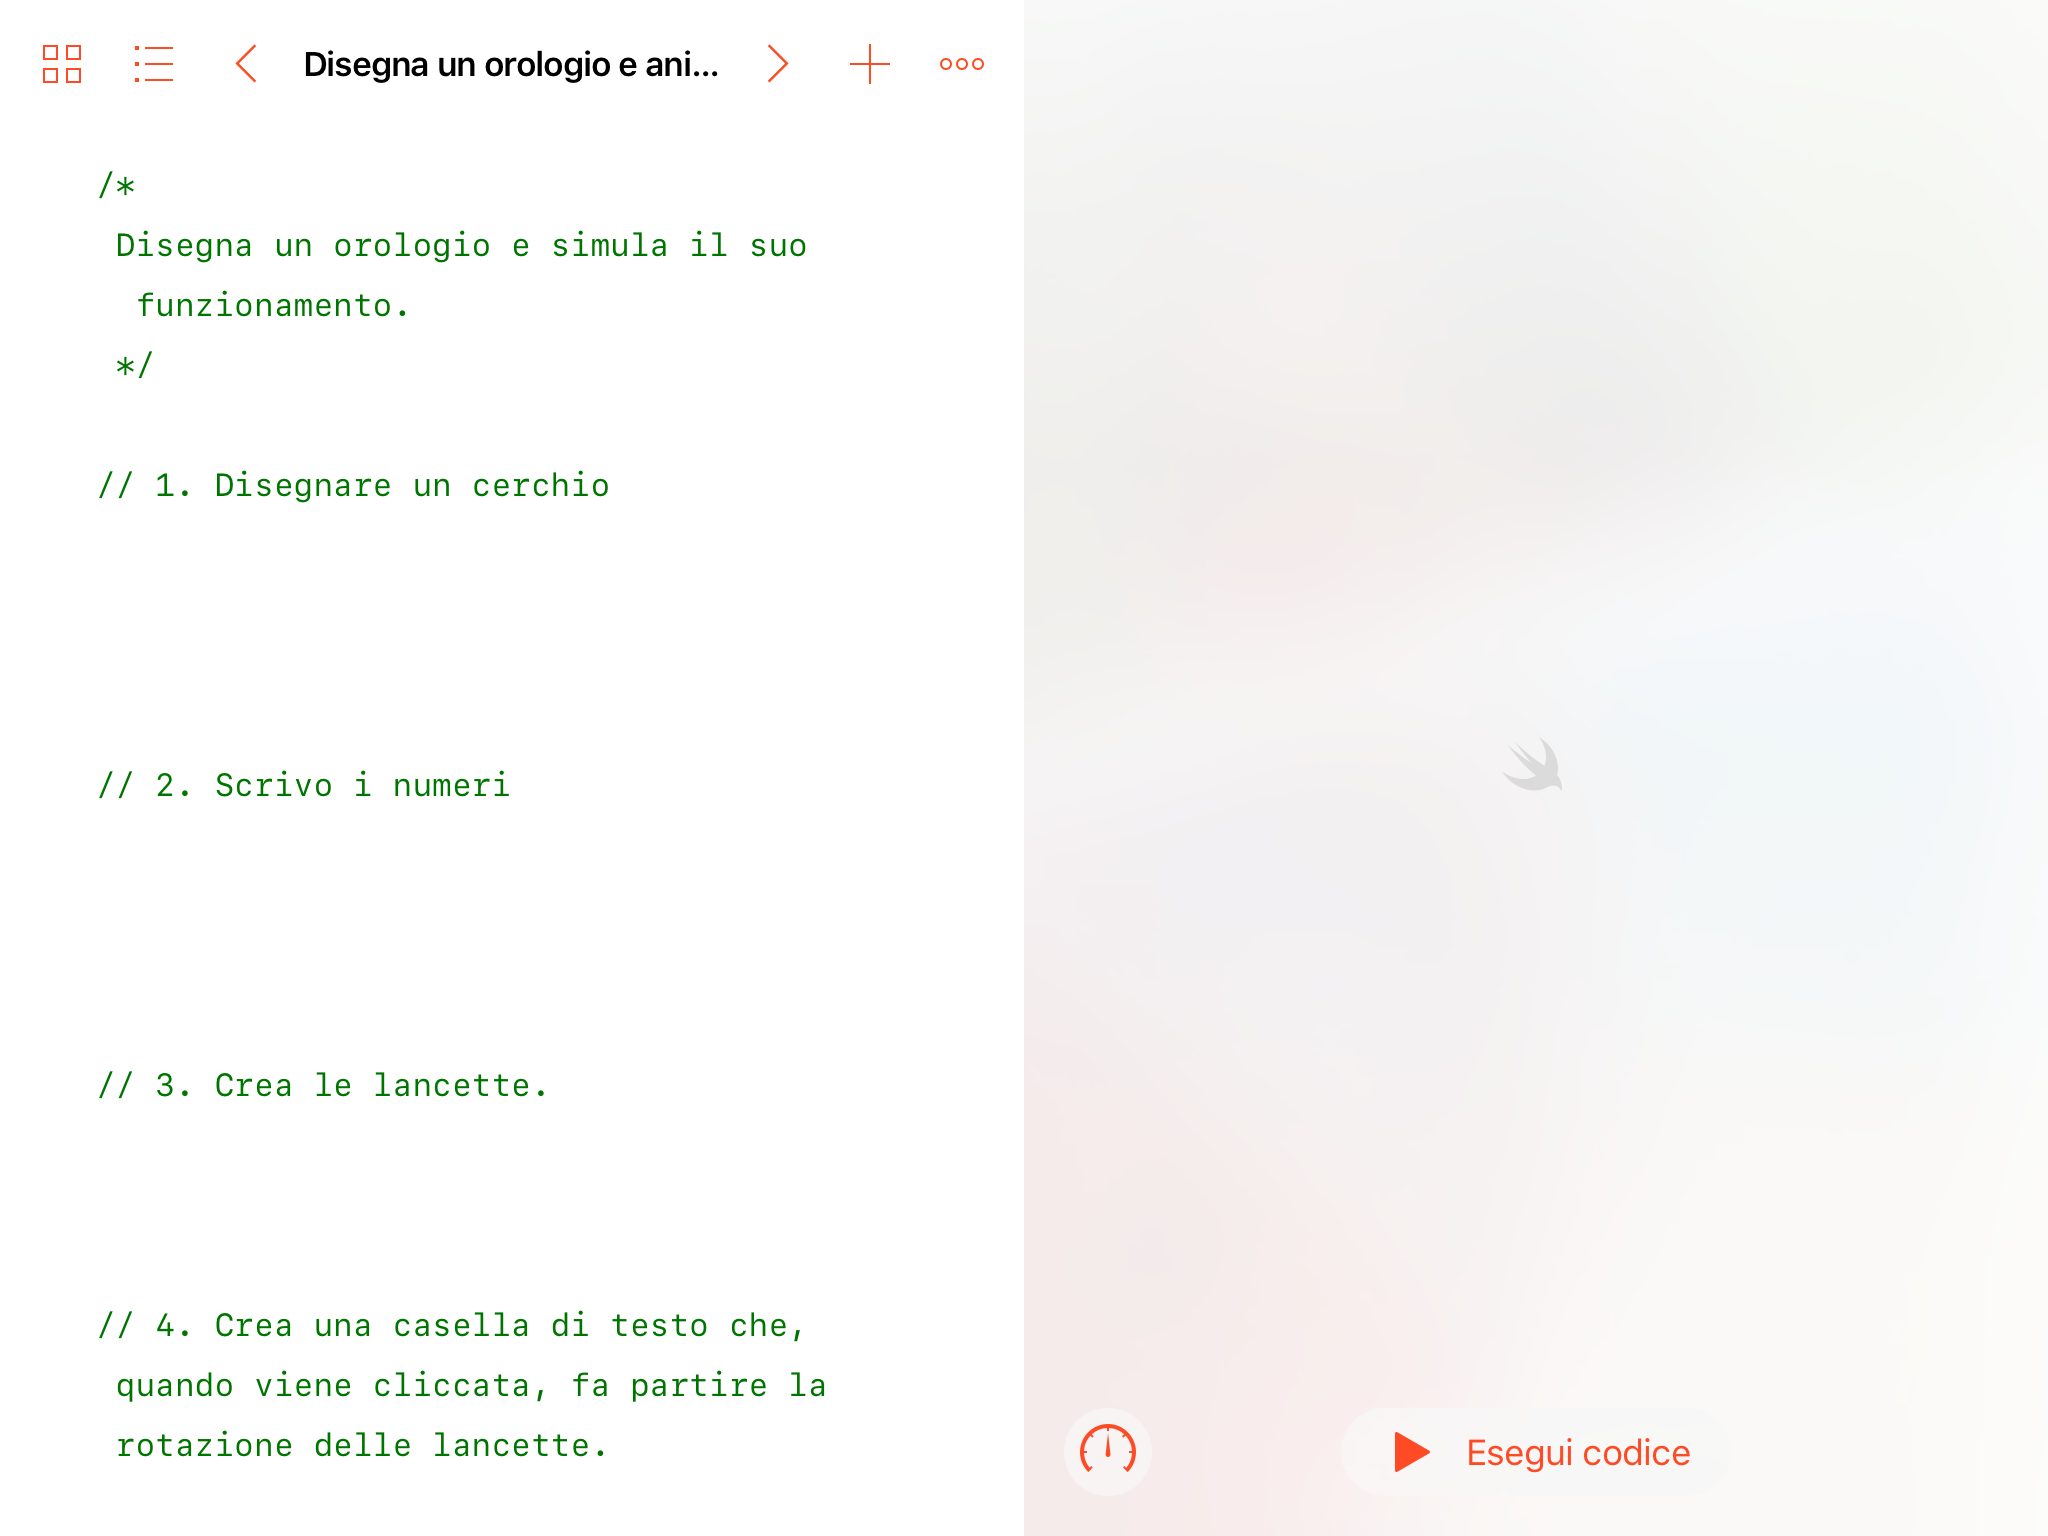 Disegna un orologio e ani...
/*
Disegna un orologio e simula il suo
funzionamento.
*/
// 1. Disegnare un cerchio
// 2. Scrivo i numeri
// 3. Crea le lancette.
// 4. Crea una casella di testo che,
quando viene cliccata, fa partire la
rotazione delle lancette.
Esegui codice